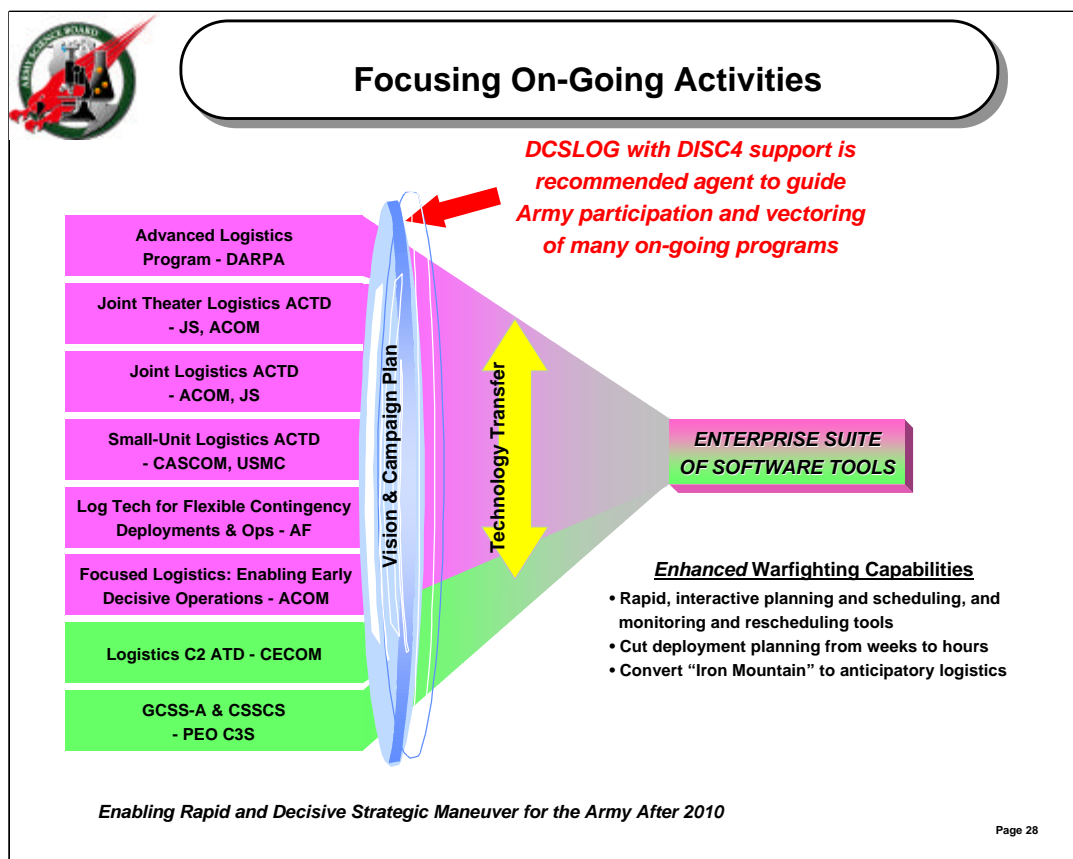 ARMY SCIENCE BOARD
Focusing On-Going Activities
DCSLOG with DISC4 support is
recommended agent to guide
Army participation and vectoring
of many on-going programs
Advanced Logistics
Program - DARPA
Joint Theater Logistics ACTD
- JS, ACOM
Joint Logistics ACTD
- ACOM, JS
Small-Unit Logistics ACTD
- CASCOM, USMC
Log Tech for Flexible Contingency
Deployments & Ops - AF
Focused Logistics: Enabling Early
Decisive Operations - ACOM
Logistics C2 ATD - CECOM
GCSS-A & CSSCS
- PEO C3S
Vision & Campaign Plan
Technology Transfer
ENTERPRISE SUITE
OF SOFTWARE TOOLS
Enhanced Warfighting Capabilities
• Rapid, interactive planning and scheduling, and
monitoring and rescheduling tools
• Cut deployment planning from weeks to hours
• Convert “Iron Mountain” to anticipatory logistics
Enabling Rapid and Decisive Strategic Maneuver for the Army After 2010
Page 28